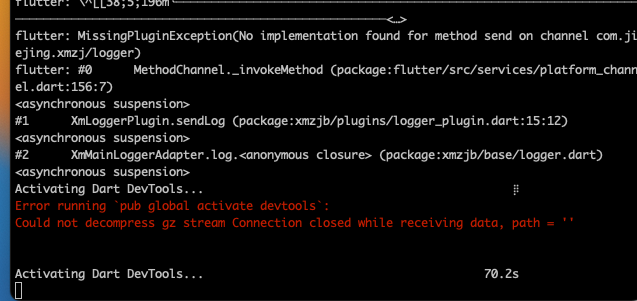 flutter: \^[[38;5;196m
<…>
flutter: MissingPluginException(No implementation found for method send on channel com.ji
ejing.xmzj/logger)
flutter: #0      MethodChannel._invokeMethod (package:flutter/src/services/platform_chann
el.dart:156:7)
<asynchronous suspension>
#1      XmLoggerPlugin.sendLog (package:xmzjb/plugins/logger_plugin.dart:15:12)
<asynchronous suspension>
#2      XmMainLoggerAdapter.log.<anonymous closure> (package:xmzjb/base/logger.dart)
<asynchronous suspension>
Activating Dart DevTools...
Error running `pub global activate devtools`:
Could not decompress gz stream Connection closed while receiving data, path = ''
Activating Dart DevTools... 70.2s